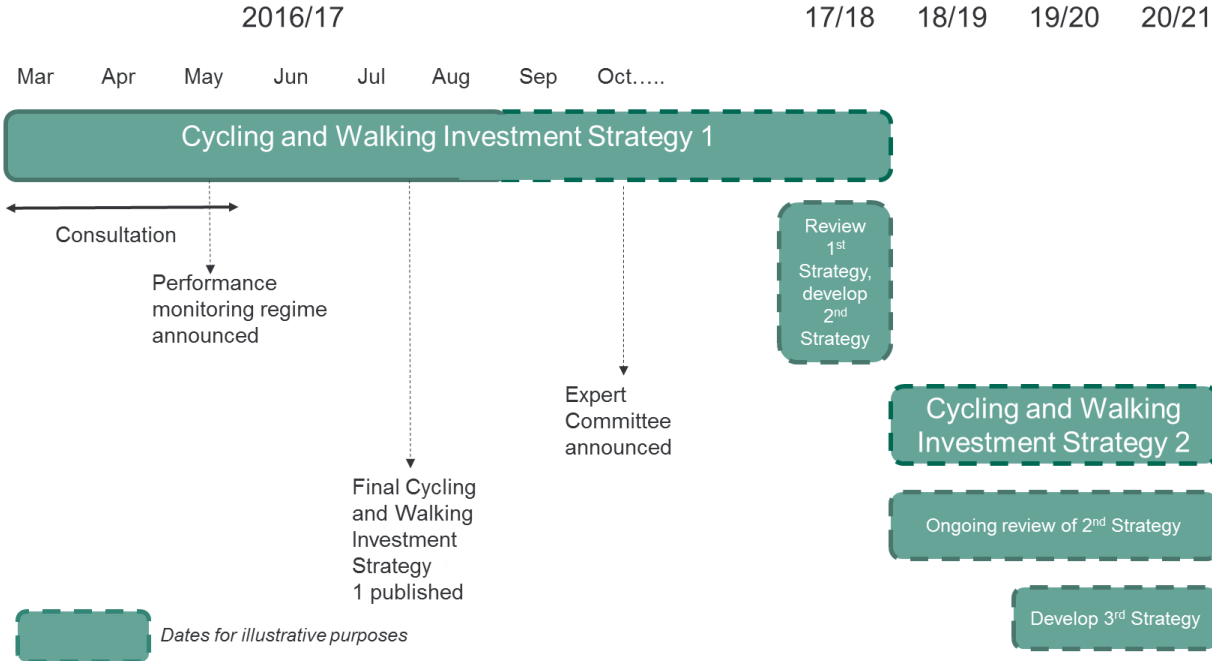 2016/17 17/18 18/19 19/20 20/21
Mar Apr May Jun Jul Aug Sep Oct.....
Cycling and Walking Investment Strategy 1
Consultation
Performance
monitoring regime
announced
Review
1st
Strategy,
develop
2nd
Strategy
Expert
Committee
announced
Cycling and Walking
Investment Strategy 2
Final Cycling
and Walking
Investment
Strategy
1 published
Ongoing review of 2nd Strategy
Develop 3rd Strategy
Dates for illustrative purposes